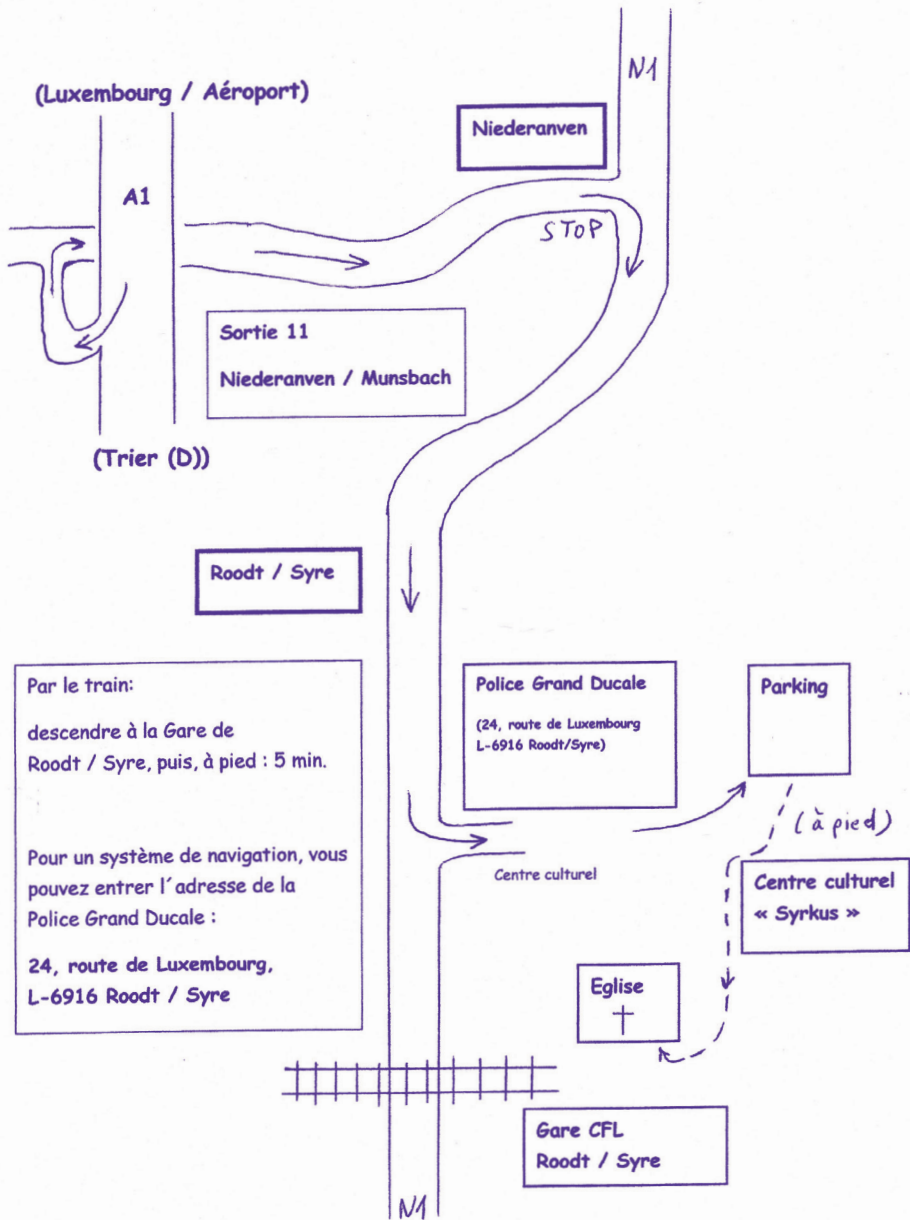 N1
(Luxembourg / Aéroport)
Niederanven
A1
STOP
Sortie 11
Niederanven / Munsbach
(Trier (D))
Roodt / Syre
Par le train:
descendre à la Gare de
Roodt / Syre, puis, à pied : 5 min.
Pour un système de navigation, vous
pouvez entrer l´adresse de la
Police Grand Ducale :
24, route de Luxembourg,
L-6916 Roodt / Syre
Police Grand Ducale
(24, route de Luxembourg
L-6916 Roodt/Syre)
Parking
(à pied)
Centre culturel
Centre culturel
« Syrkus »
Eglise
Gare CFL
Roodt / Syre
N1